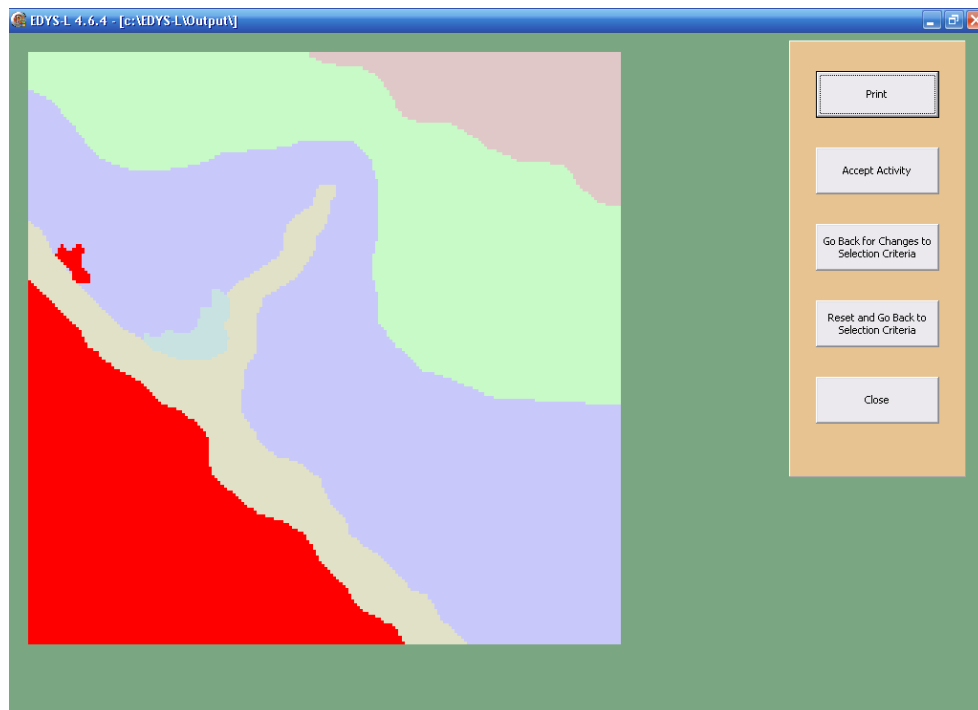 EDYS-L 4.6.4 - [c:\EDYS-L\Output\]
Print
Accept Activity
Go Back for Changes to
Selection Criteria
Reset and Go Back to
Selection Criteria
Close